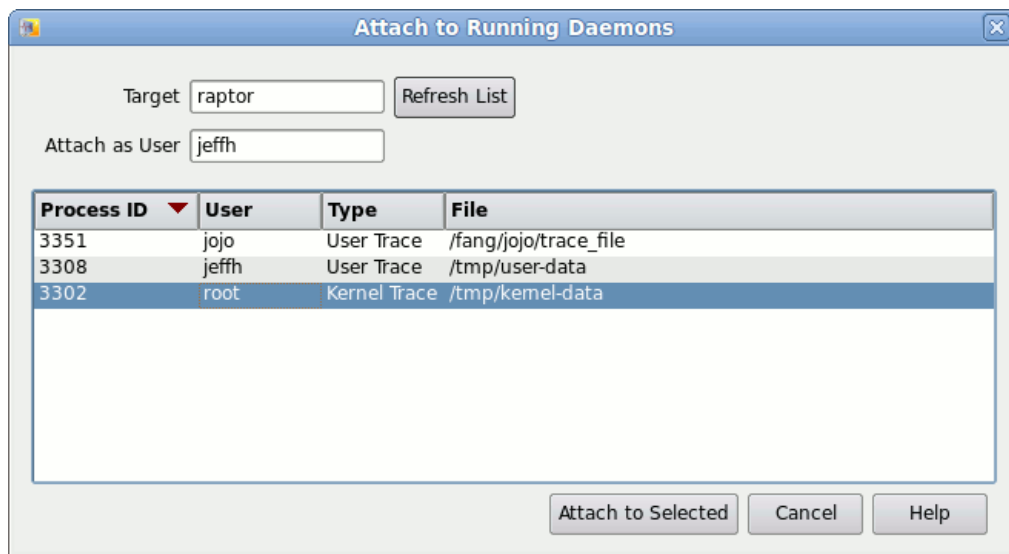 Attach to Running Daemons
Target raptor Refresh List
Attach as User jeffh
Process ID User Type File
3351 jojo User Trace /fang/jojo/trace_file
3308 jeffh User Trace /tmp/user-data
3302 root Kernel Trace /tmp/kernel-data
Attach to Selected Cancel Help